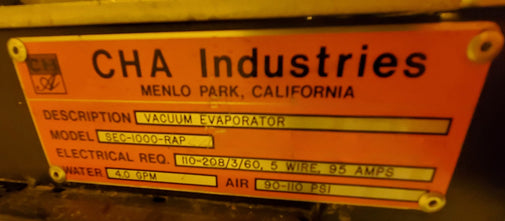 CHA
CHA Industries
MENLO PARK, CALIFORNIA
DESCRIPTION VACUUM EVAPORATOR
MODEL SEC-1000-RAP
ELECTRICAL REQ. 110-208/3/60, 5 WIRE, 95 AMPS
WATER 4.0 GPM AIR 90-110 PSI